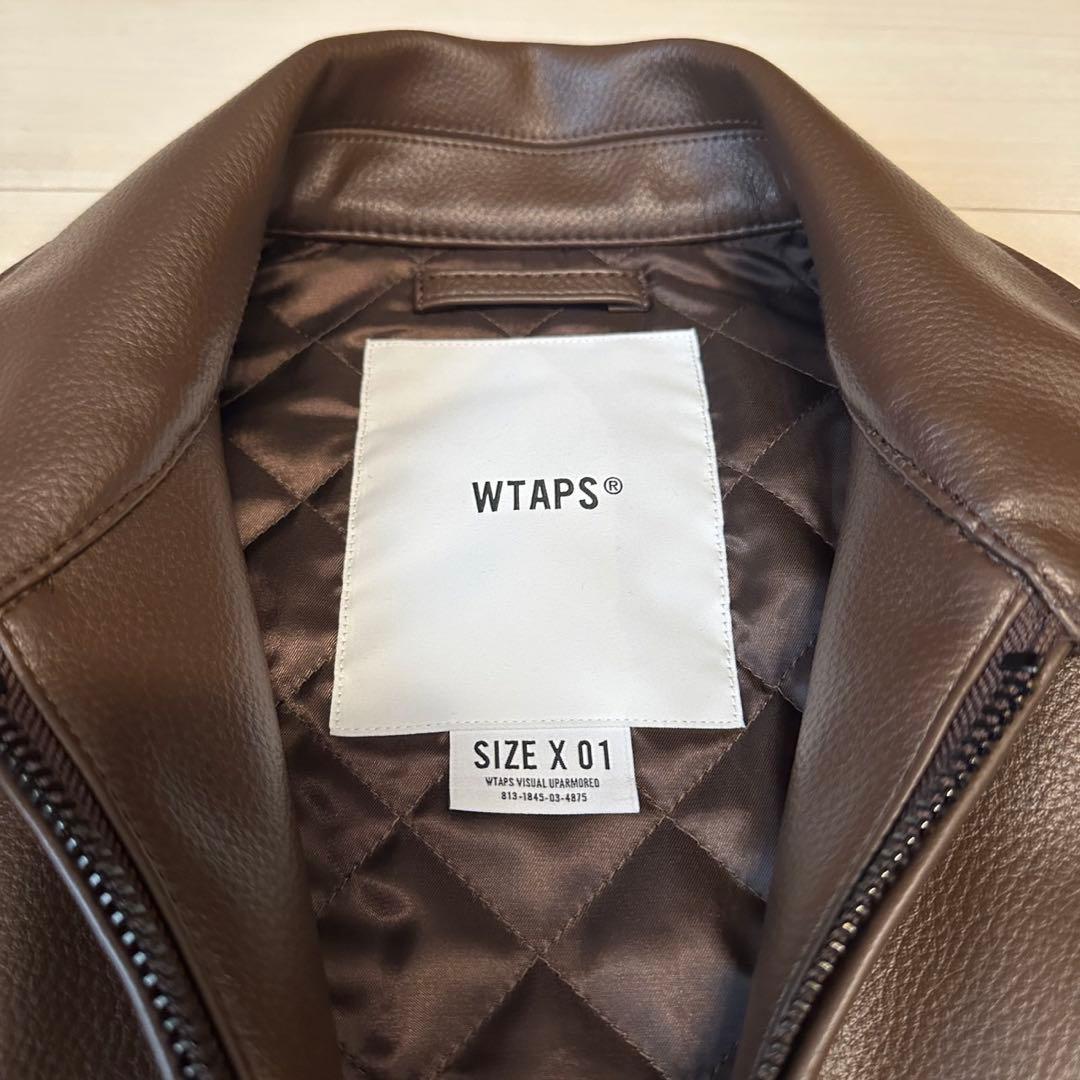 WTAPS®
SIZE X 01
WTAPS VISUAL UPARMORED
813-1845-03-4875